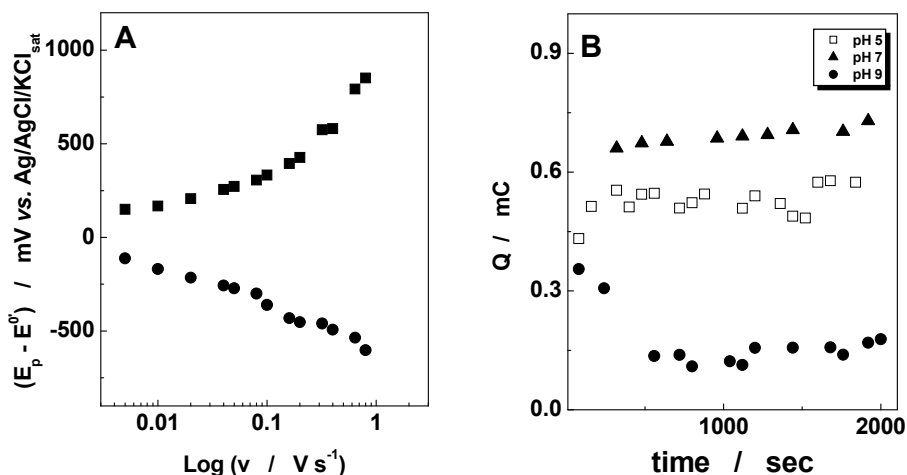 A
(E_p - E^0') / mV vs. Ag/AgCl/KCl_sat
1000
500
0
-500
0.01
0.1
1
Log (v / V s^-1)
B
pH 5
pH 7
pH 9
Q / mC
0.9
0.6
0.3
0.0
1000
2000
time / sec